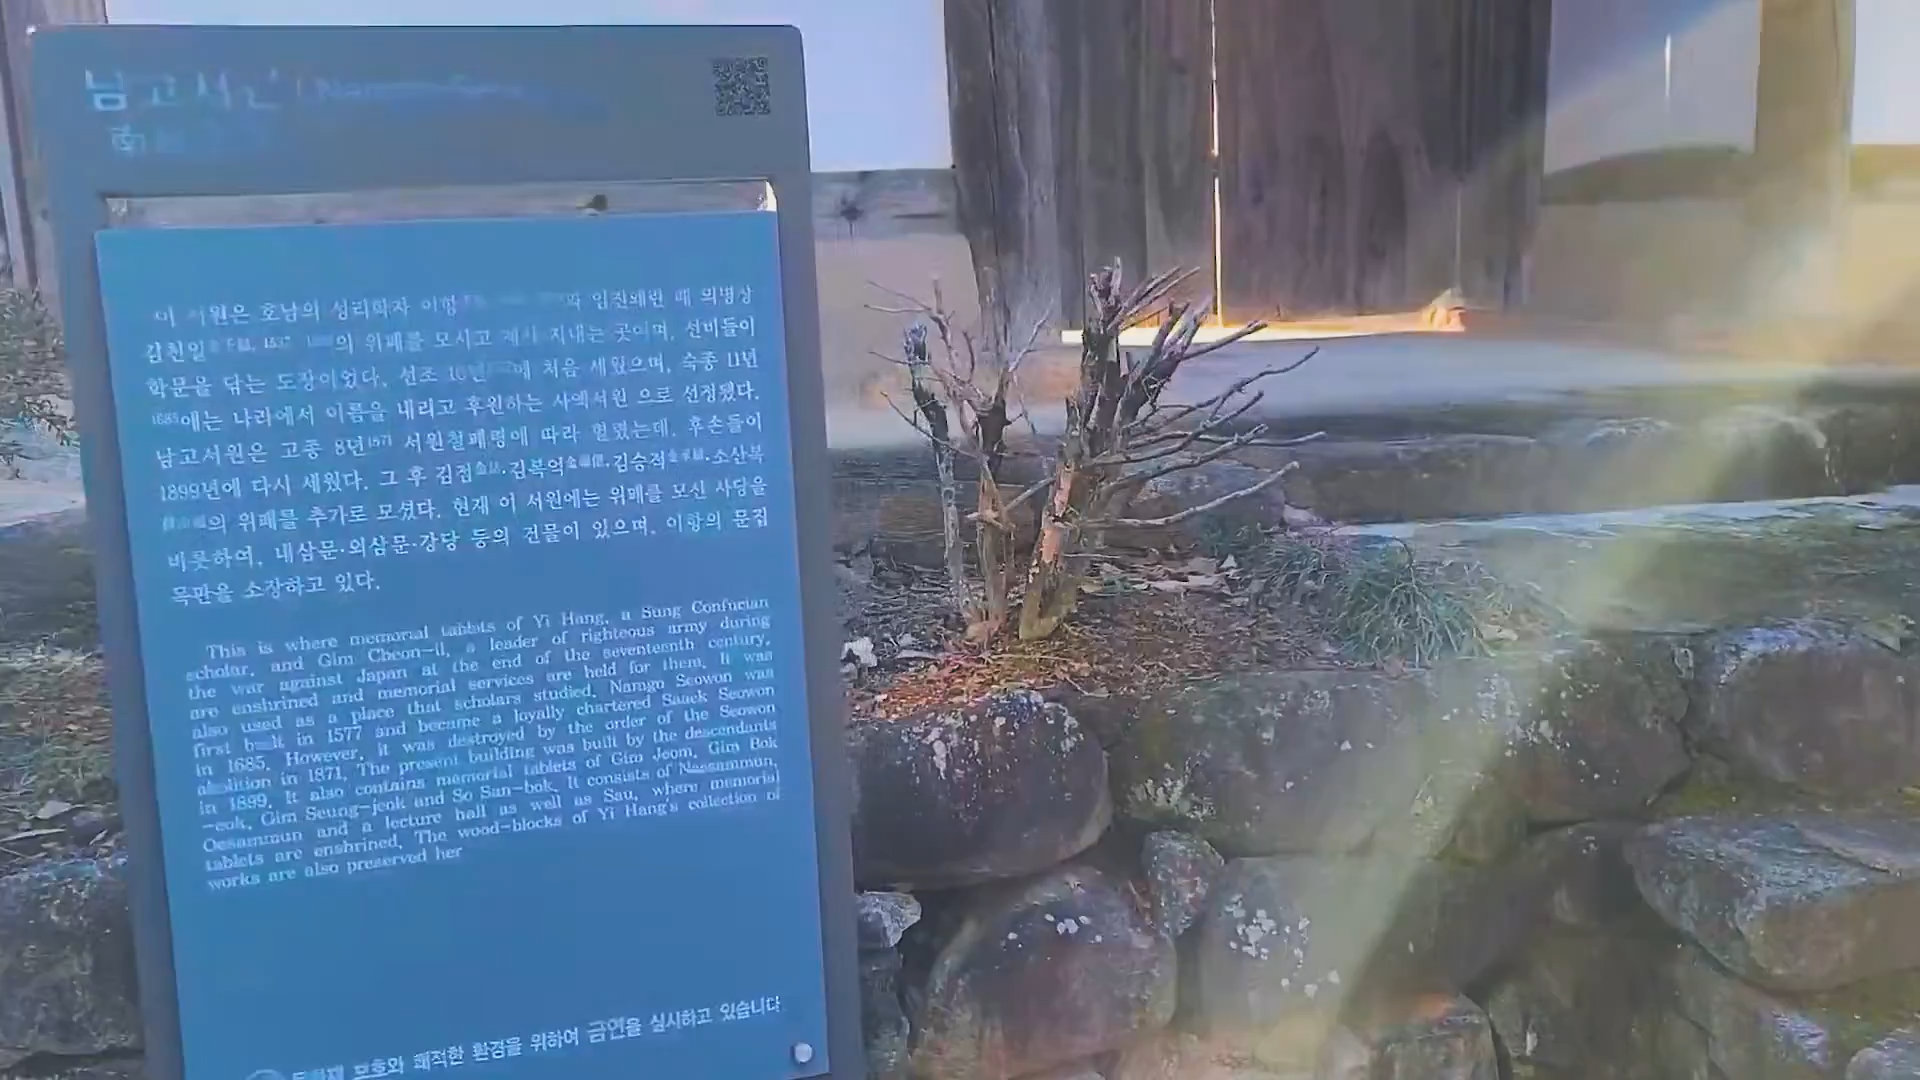 남고서원
南
이 서원은 호남의 성리학자 이항 와 임진왜란 때 의병장
김천일 1537 의 위패를 모시고 제사 지내는 곳이며, 선비들이
학문을 닦는 도장이었다. 선조 10년 에 처음 세웠으며, 숙종 11년
1685에는 나라에서 이름을 내리고 후원하는 사액서원 으로 선정됐다.
남고서원은 고종 8년1871 서원철폐령에 따라 헐렸는데, 후손들이
1899년에 다시 세웠다. 그 후 김점·김복억·김승적·소산복
의 위패를 추가로 모셨다. 현재 이 서원에는 위패를 모신 사당을
비롯하여, 내삼문·외삼문·강당 등의 건물이 있으며, 이항의 문집
목판을 소장하고 있다.
This is where memorial tablets of Yi Hang, a Sung Confucian
scholar, and Gim Cheon-il, a leader of righteous army during
the war against Japan at the end of the seventeenth century,
are enshrined and memorial services are held for them. It was
also used as a place that scholars studied. Namgo Seowon was
first built in 1577 and became a loyally chartered Saaek Seowon
in 1685. However, it was destroyed by the order of the Seowon
abolition in 1871. The present building was built by the descendants
in 1899. It also contains memorial tablets of Gim Jeom, Gim Bok
-eok, Gim Seung-jeok and So San-bok. It consists of Naesammun,
Oesammun and a lecture hall as well as Sau, where memorial
tablets are enshrined. The wood-blocks of Yi Hang's collection of
works are also preserved her
보호와 쾌적한 환경을 위하여 금연을 실시하고 있습니다.